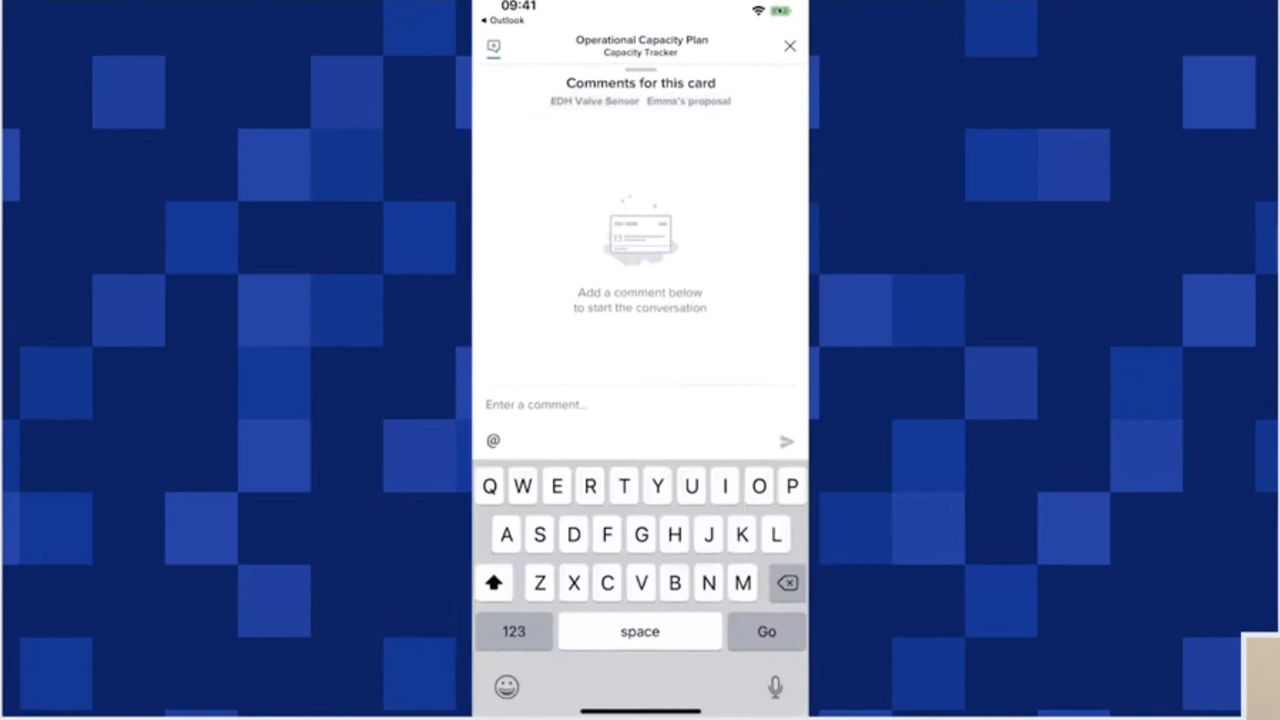 09:41
Outlook
Operational Capacity Plan
Capacity Tracker
Comments for this card
EDH Valve Sensor Emma's proposal
Add a comment below
to start the conversation
Enter a comment...
@
Q W E R T Y U I O P
A S D F G H J K L
Z X C V B N M
123 space Go